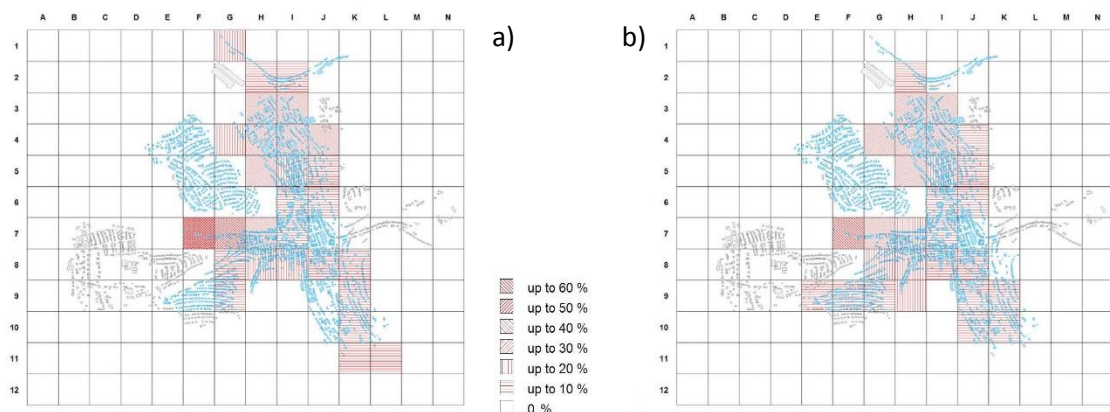 A B C D E F G H I J K L M N
1
2
3
4
5
6
7
8
9
10
11
12
a)
up to 60 %
up to 50 %
up to 40 %
up to 30 %
up to 20 %
up to 10 %
0 %
b)
A B C D E F G H I J K L M N
1
2
3
4
5
6
7
8
9
10
11
12